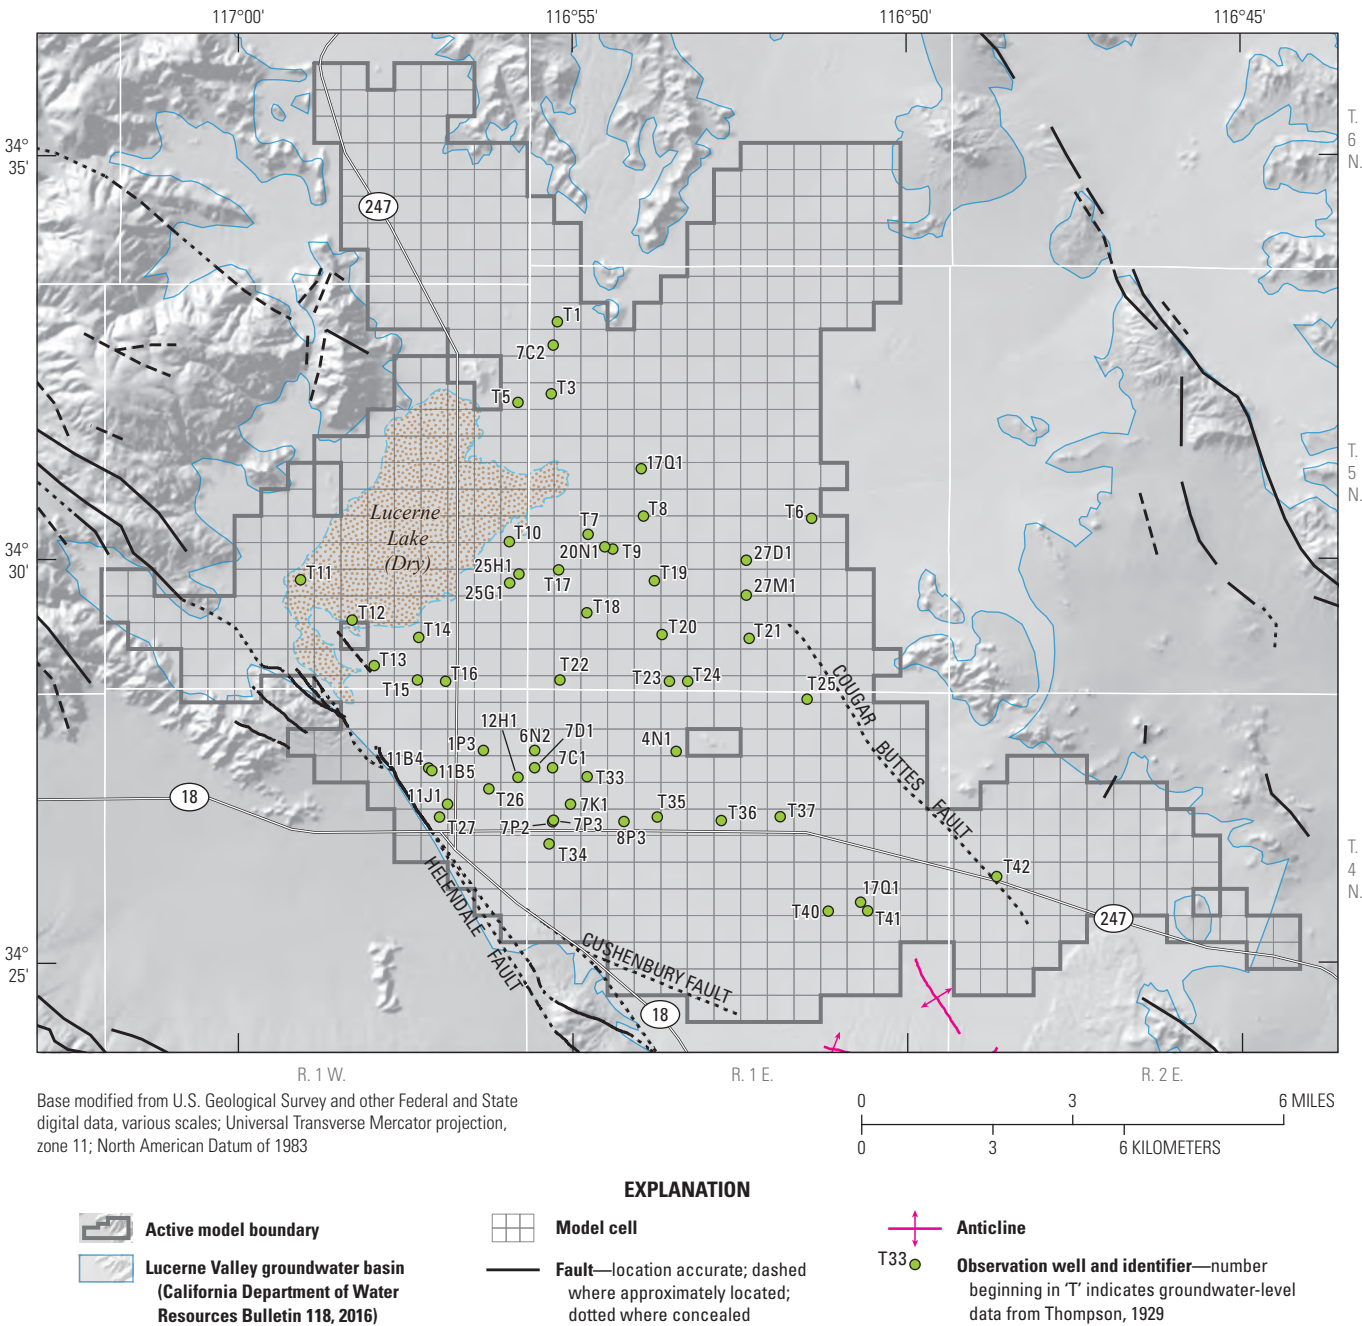 117°00'
116°55'
116°50'
116°45'
34°
35'
T.
6
N.
247
T1
7C2
T3
T5
T.
5
N.
17Q1
T8
T6
Lucerne
Lake
(Dry)
T10
T7
20N1
T9
34°
30'
27D1
25H1
T17
T11
T19
25G1
27M1
T12
T18
T14
T20
T21
T13
T15
T16
T22
T23
T24
T25
COUGAR
BUTTES
FAULT
12H1
6N2
7D1
1P3
4N1
11B4
11B5
7C1
T33
18
T26
11J1
7K1
T35
T36
T37
T27
7P2
7P3
8P3
T34
T.
4
N.
T42
HELENDALE
FAULT
17Q1
T40
T41
247
CUSHENBURY FAULT
34°
25'
18
R. 1 W.
R. 1 E.
R. 2 E.
Base modified from U.S. Geological Survey and other Federal and State
digital data, various scales; Universal Transverse Mercator projection,
zone 11; North American Datum of 1983
0
3
6 MILES
0
3
6 KILOMETERS
EXPLANATION
Active model boundary
Lucerne Valley groundwater basin
(California Department of Water
Resources Bulletin 118, 2016)
Model cell
Fault—location accurate; dashed
where approximately located;
dotted where concealed
Anticline
T33
Observation well and identifier—number
beginning in ‘T’ indicates groundwater-level
data from Thompson, 1929